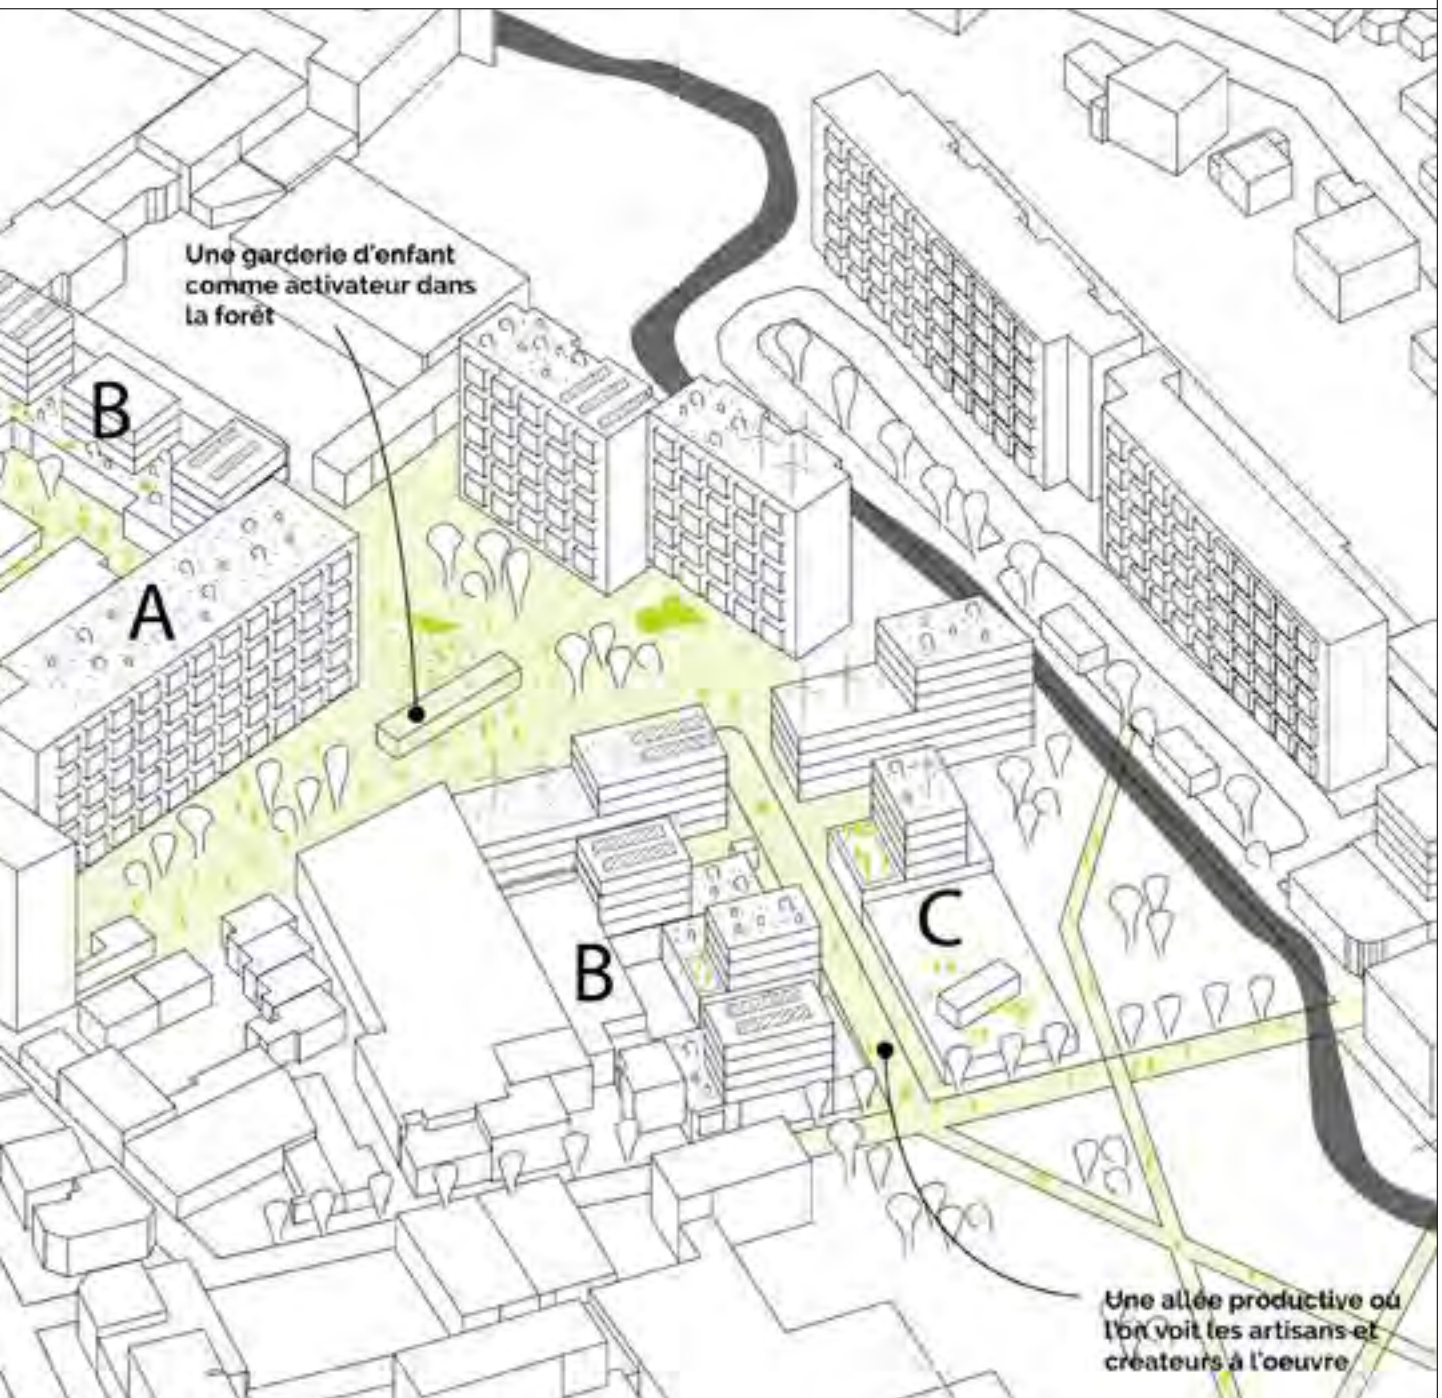 Une garderie d'enfant
comme activateur dans
la forêt
B
A
C
B
Une allée productive où
l'on voit les artisans et
créateurs à l'oeuvre